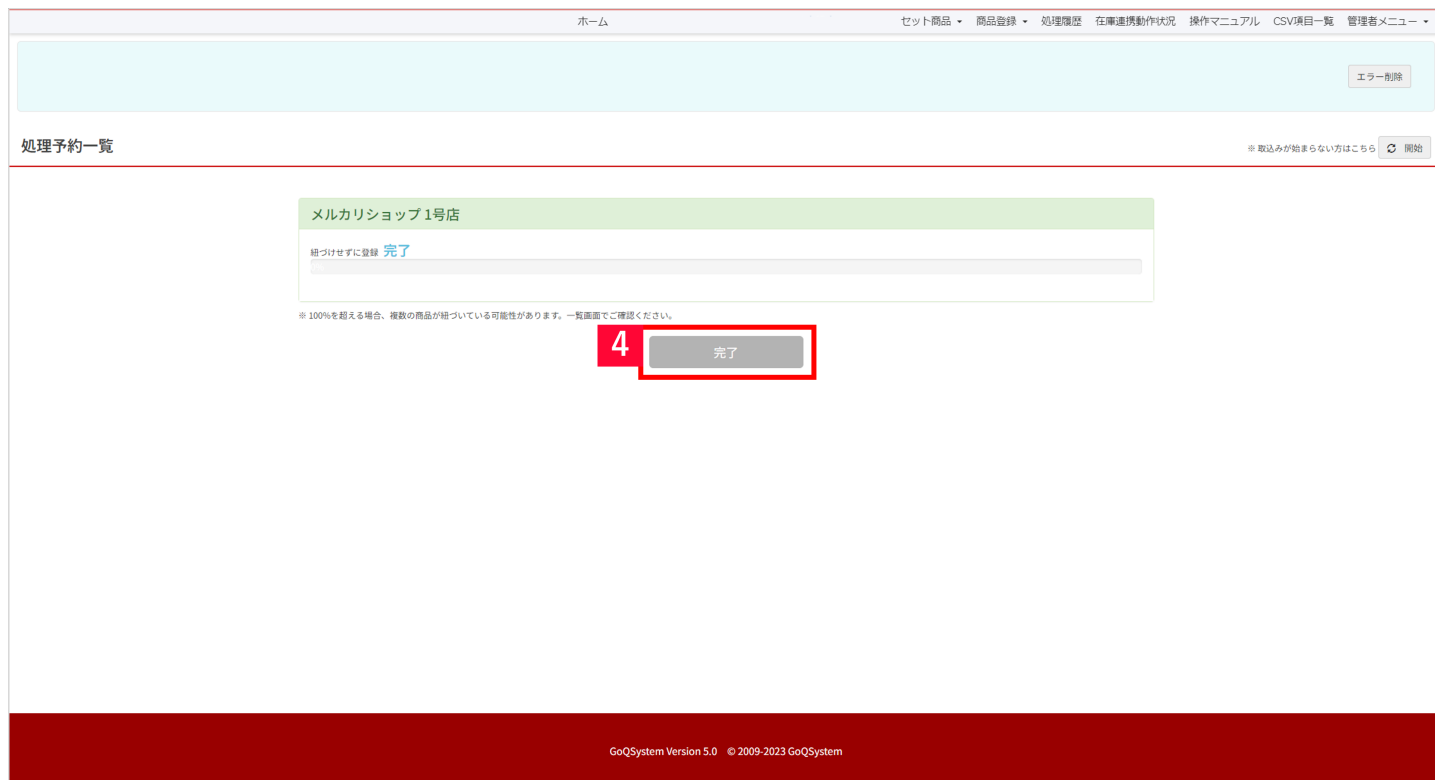 ホーム セット商品 商品登録 処理履歴 在庫連携動作状況 操作マニュアル CSV項目一覧 管理者メニュー
エラー削除
処理予約一覧
※ 取込みが始まらない方はこちら 開始
メルカリショップ 1号店
紐づけせずに登録 完了
※ 100%を超える場合、複数の商品が紐づいている可能性があります。一覧画面でご確認ください。
4 完了
GoQSystem Version 5.0 © 2009-2023 GoQSystem